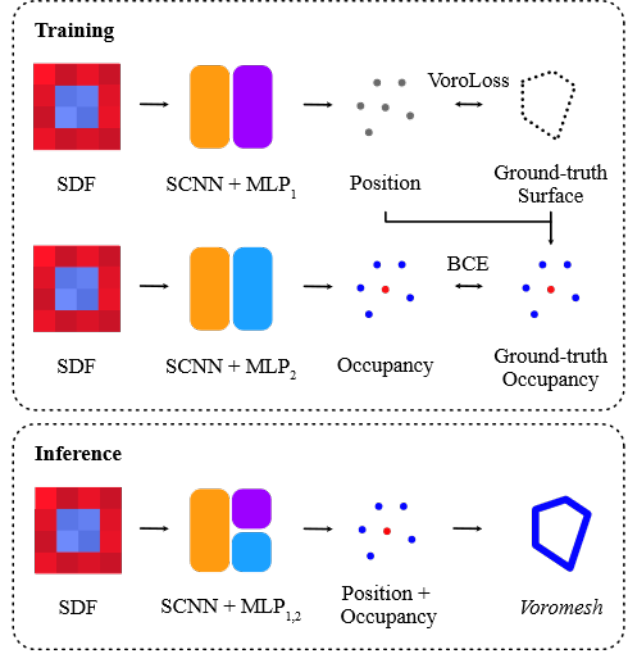 Training
VoroLoss
SDF
SCNN + MLP1
Position
Ground-truth
Surface
BCE
SDF
SCNN + MLP2
Occupancy
Ground-truth
Occupancy
Inference
SDF
SCNN + MLP1,2
Position +
Occupancy
Voromesh